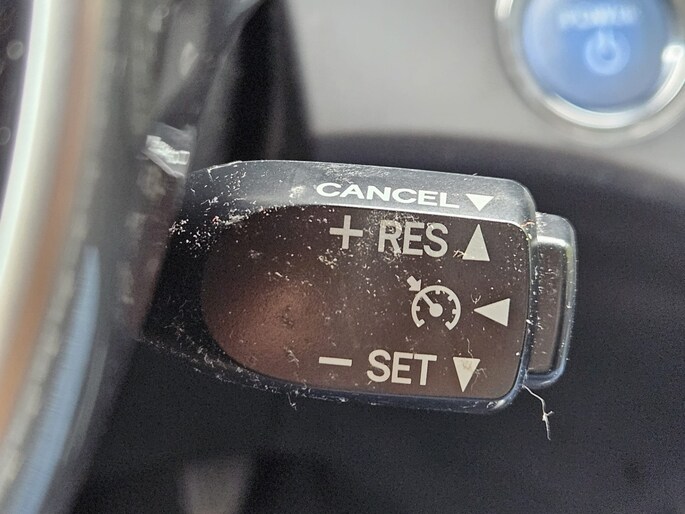 POWER
CANCEL▼
+ RES ▲
◀
− SET ▼